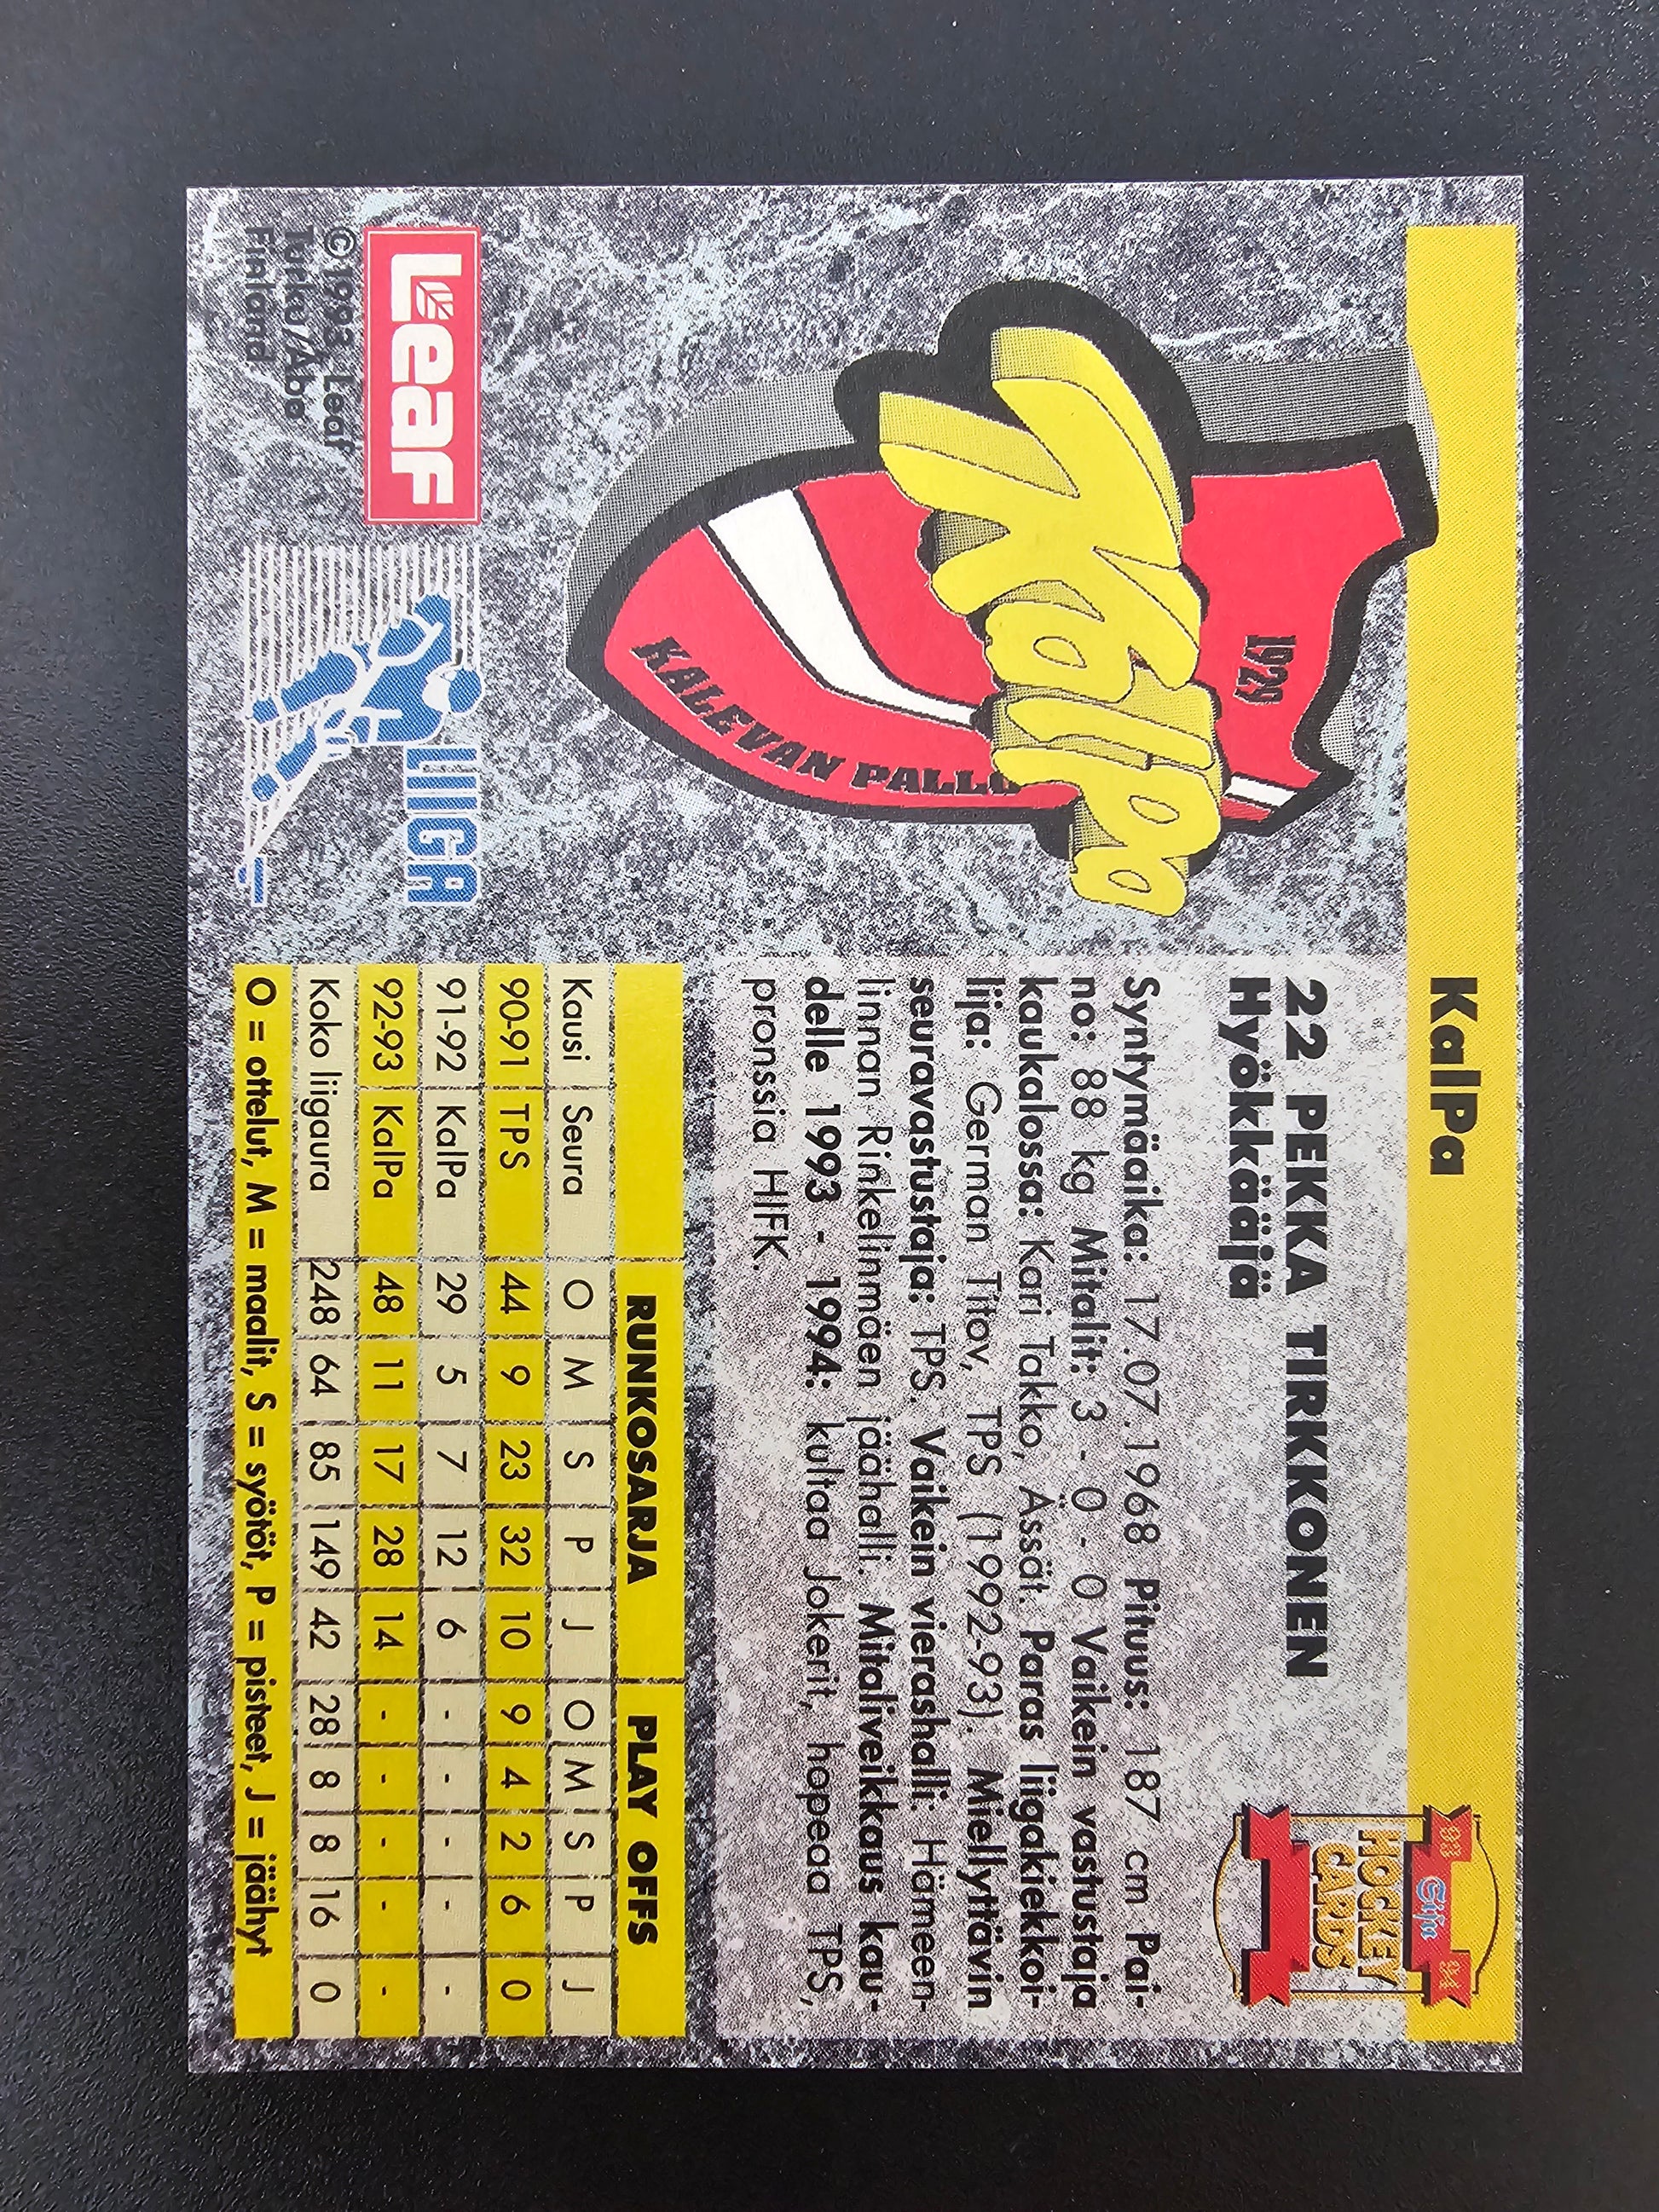 KalPa
93 Sisu 94
HOCKEY
CARDS
1929
KalPa
KALEVAN PALLO
22 PEKKA TIRKKONEN
Hyökkääjä
Syntymäaika: 17.07.1968 Pituus: 187 cm Pai-
no: 88 kg Mitalit: 3 - 0 - 0 Vaikein vastustaja
kaukalossa: Kari Takko, Ässät. Paras liigakiekkoi-
lija: German Titov, TPS (1992-93). Miellyttävin
seuravastustaja: TPS. Vaikein vierashalli: Hämeen-
linnan Rinkelinmäen jäähalli. Mitaliveikkaus kau-
delle 1993 - 1994: kultaa Jokerit, hopeaa TPS,
pronssia HIFK.
RUNKOSARJA PLAY OFFS
Kausi Seura O M S P J O M S P J
90-91 TPS 44 9 23 32 10 9 4 2 6 0
91-92 KalPa 29 5 7 12 6 - - - - -
92-93 KalPa 48 11 17 28 14 - - - - -
Koko liigaura 248 64 85 149 42 28 8 8 16 0
O = ottelut, M = maalit, S = syötöt, P = pisteet, J = jäähyt
Leaf
LIIGA
© 1993 Leaf
Turku/Åbo
Finland